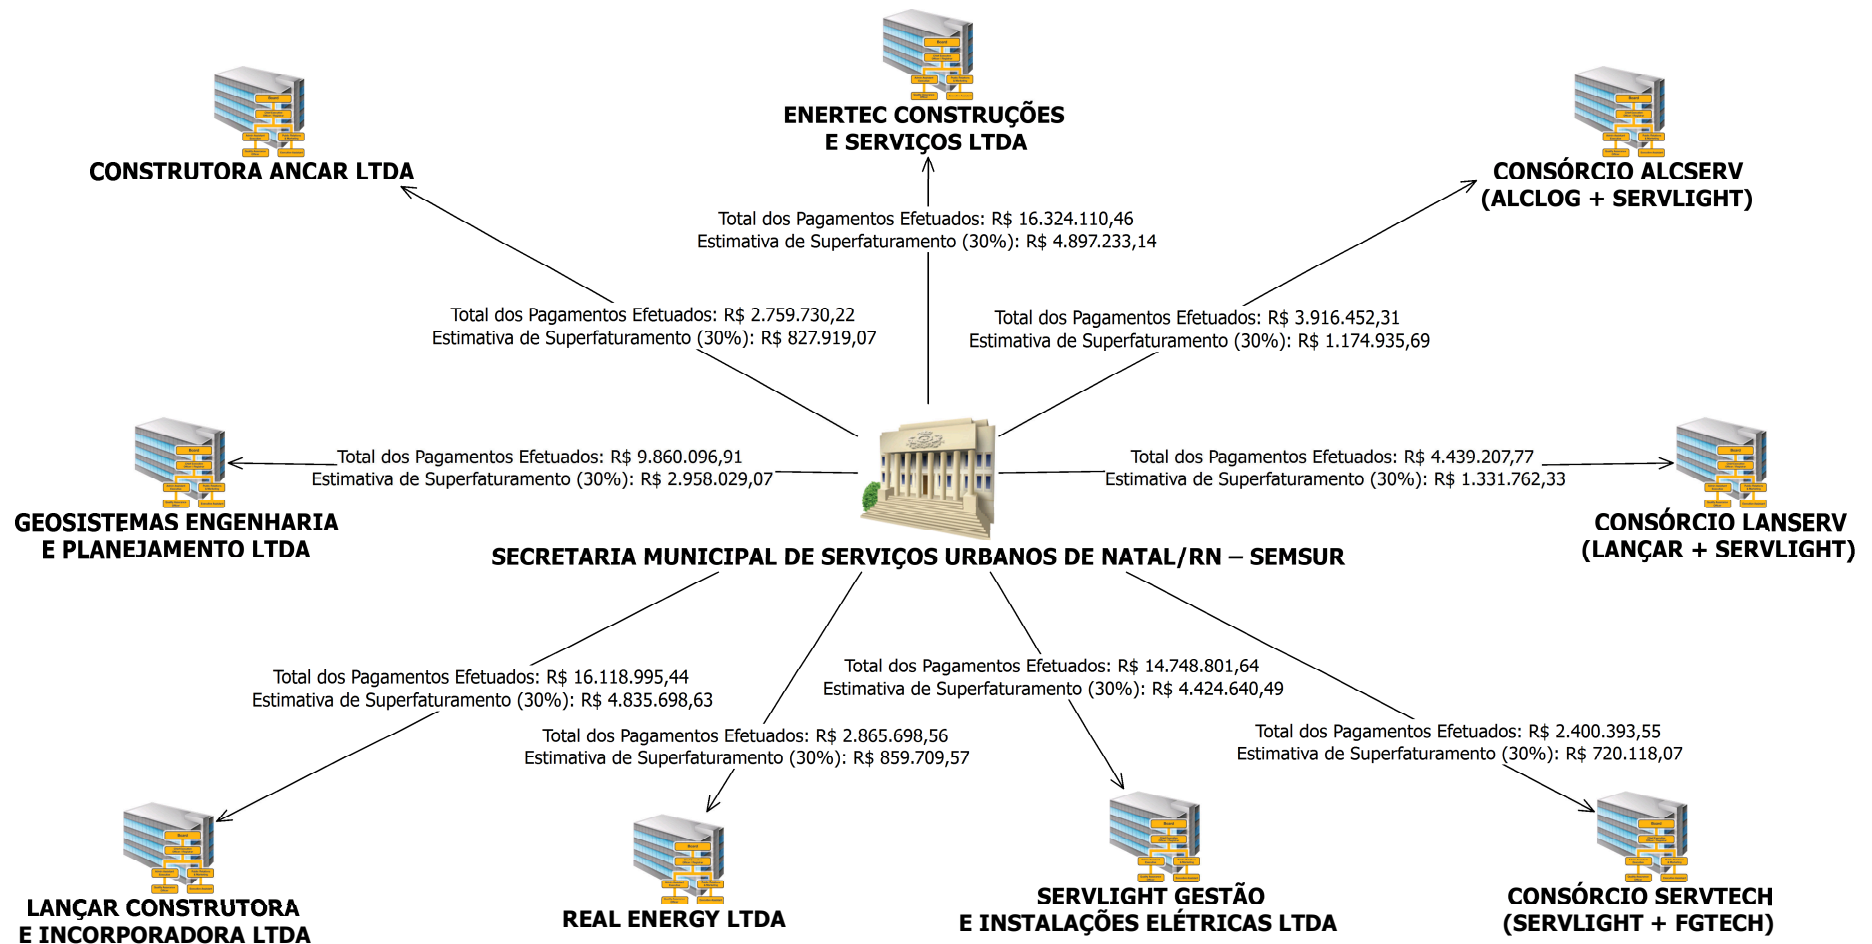 ENERTEC CONSTRUÇÕES
E SERVIÇOS LTDA
CONSTRUTORA ANCAR LTDA
CONSÓRCIO ALCSERV
(ALCLOG + SERVLIGHT)
Total dos Pagamentos Efetuados: R$ 16.324.110,46
Estimativa de Superfaturamento (30%): R$ 4.897.233,14
Total dos Pagamentos Efetuados: R$ 2.759.730,22
Estimativa de Superfaturamento (30%): R$ 827.919,07
Total dos Pagamentos Efetuados: R$ 3.916.452,31
Estimativa de Superfaturamento (30%): R$ 1.174.935,69
Total dos Pagamentos Efetuados: R$ 9.860.096,91
Estimativa de Superfaturamento (30%): R$ 2.958.029,07
Total dos Pagamentos Efetuados: R$ 4.439.207,77
Estimativa de Superfaturamento (30%): R$ 1.331.762,33
GEOSISTEMAS ENGENHARIA
E PLANEJAMENTO LTDA
CONSÓRCIO LANSERV
(LANÇAR + SERVLIGHT)
SECRETARIA MUNICIPAL DE SERVIÇOS URBANOS DE NATAL/RN – SEMSUR
Total dos Pagamentos Efetuados: R$ 16.118.995,44
Estimativa de Superfaturamento (30%): R$ 4.835.698,63
Total dos Pagamentos Efetuados: R$ 2.865.698,56
Estimativa de Superfaturamento (30%): R$ 859.709,57
Total dos Pagamentos Efetuados: R$ 14.748.801,64
Estimativa de Superfaturamento (30%): R$ 4.424.640,49
Total dos Pagamentos Efetuados: R$ 2.400.393,55
Estimativa de Superfaturamento (30%): R$ 720.118,07
LANÇAR CONSTRUTORA
E INCORPORADORA LTDA
REAL ENERGY LTDA
SERVLIGHT GESTÃO
E INSTALAÇÕES ELÉTRICAS LTDA
CONSÓRCIO SERVTECH
(SERVLIGHT + FGTECH)